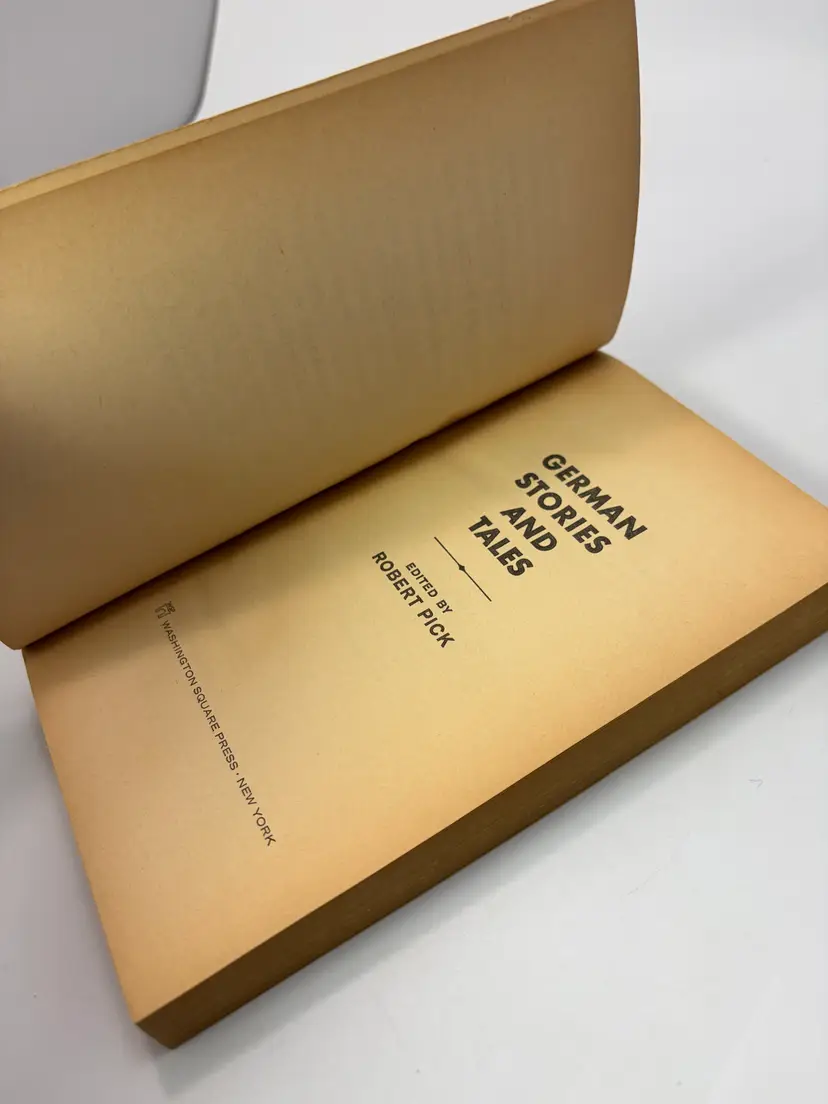 GERMAN
STORIES
AND
TALES
EDITED BY
ROBERT PICK
WASHINGTON SQUARE PRESS · NEW YORK